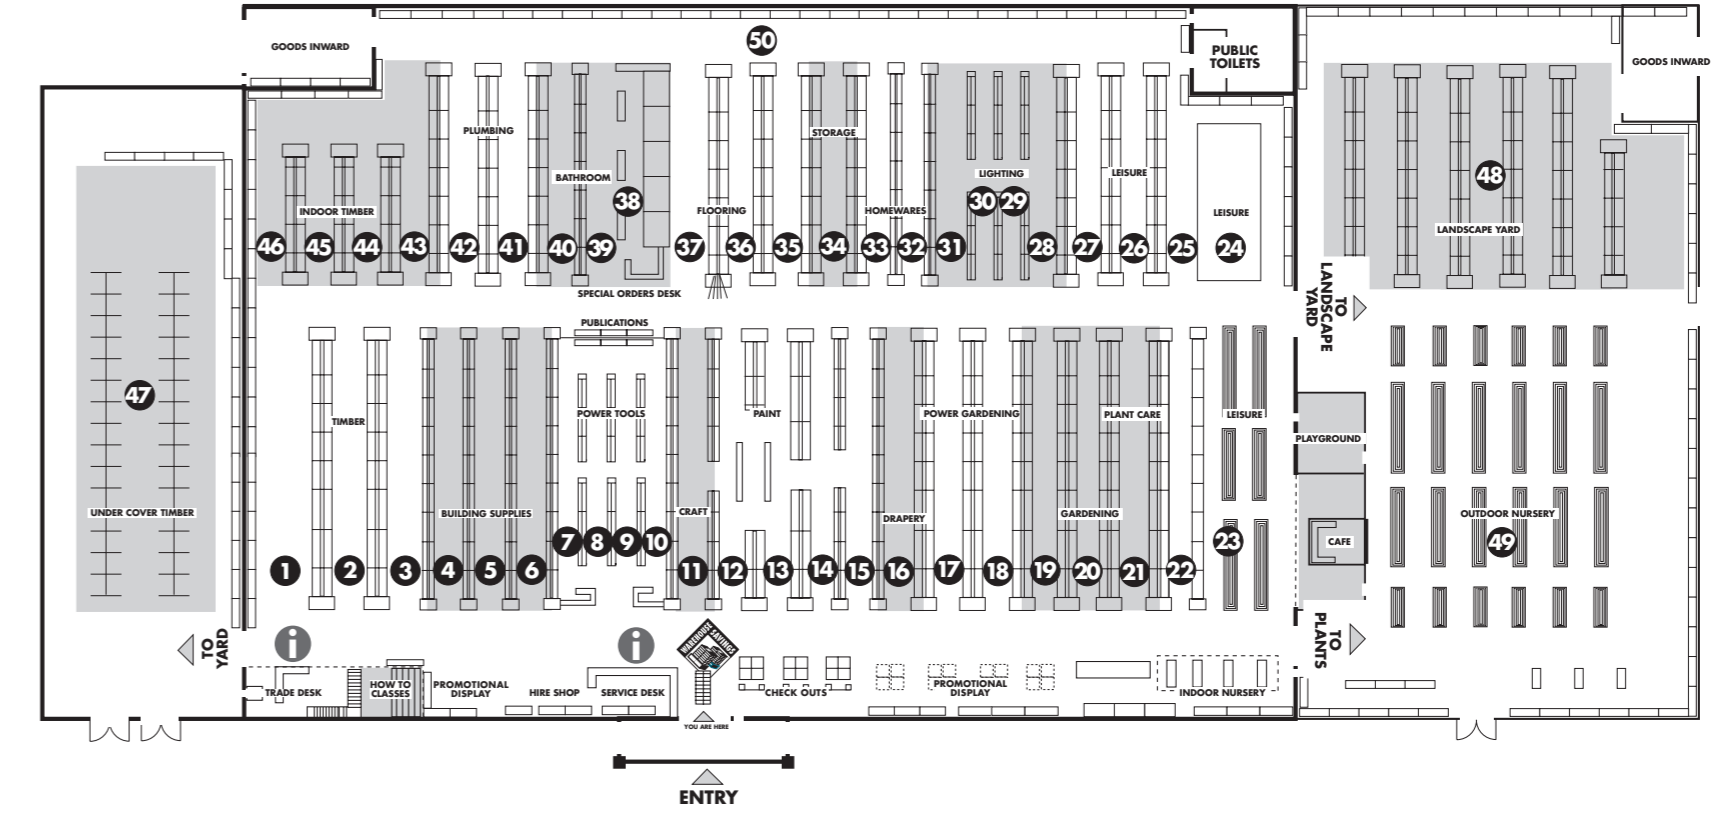 GOODS INWARD
50
PUBLIC
TOILETS
GOODS INWARD
PLUMBING
STORAGE
BATHROOM
LIGHTING
LEISURE
48
38
30 29
INDOOR TIMBER
FLOORING
HOMEWARES
LEISURE
LANDSCAPE YARD
46 45 44 43 42 41 40 39 37 36 35 34 33 32 31 28 27 26 25 24
SPECIAL ORDERS DESK
TO
LANDSCAPE
YARD
PUBLICATIONS
47
TIMBER
POWER TOOLS
PAINT
POWER GARDENING
PLANT CARE
LEISURE
PLAYGROUND
UNDER COVER TIMBER
BUILDING SUPPLIES
CRAFT
DRAPERY
GARDENING
OUTDOOR NURSERY
7 8 9 10
23
CAFE
49
1 2 3 4 5 6 11 12 13 14 15 16 17 18 19 20 21 22
TO
YARD
i
i
WAREHOUSE
SAVINGS
TO
PLANTS
TRADE DESK
HOW TO
CLASSES
PROMOTIONAL
DISPLAY
HIRE SHOP
SERVICE DESK
CHECK OUTS
PROMOTIONAL
DISPLAY
INDOOR NURSERY
YOU ARE HERE
ENTRY